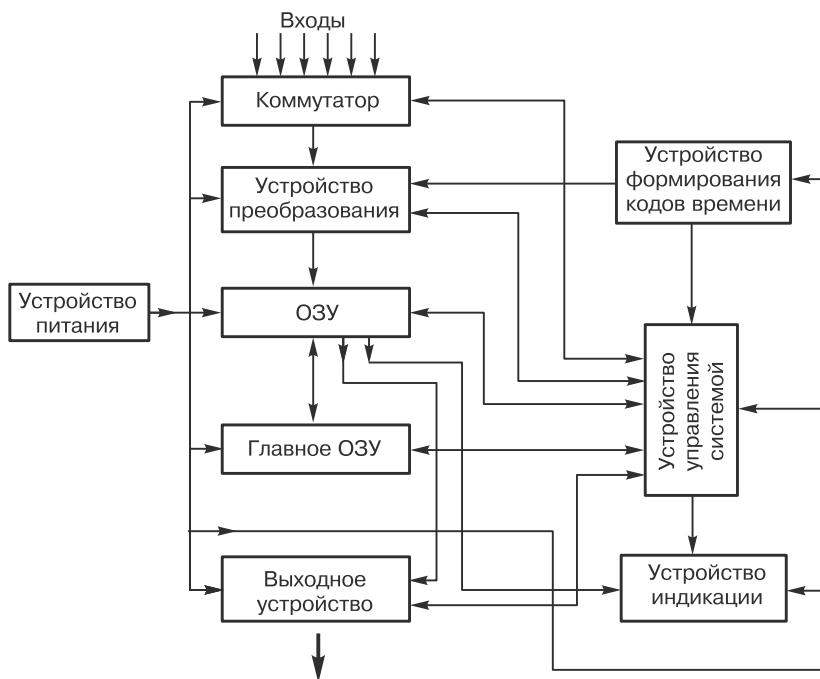 Входы
Коммутатор
Устройство
преобразования
Устройство
формирования
кодов времени
Устройство
питания
ОЗУ
Устройство
управления
системой
Главное ОЗУ
Выходное
устройство
Устройство
индикации